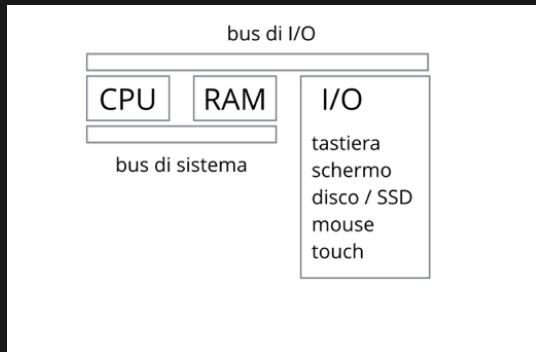 bus di I/O
CPU RAM I/O
tastiera
schermo
disco / SSD
mouse
touch
bus di sistema